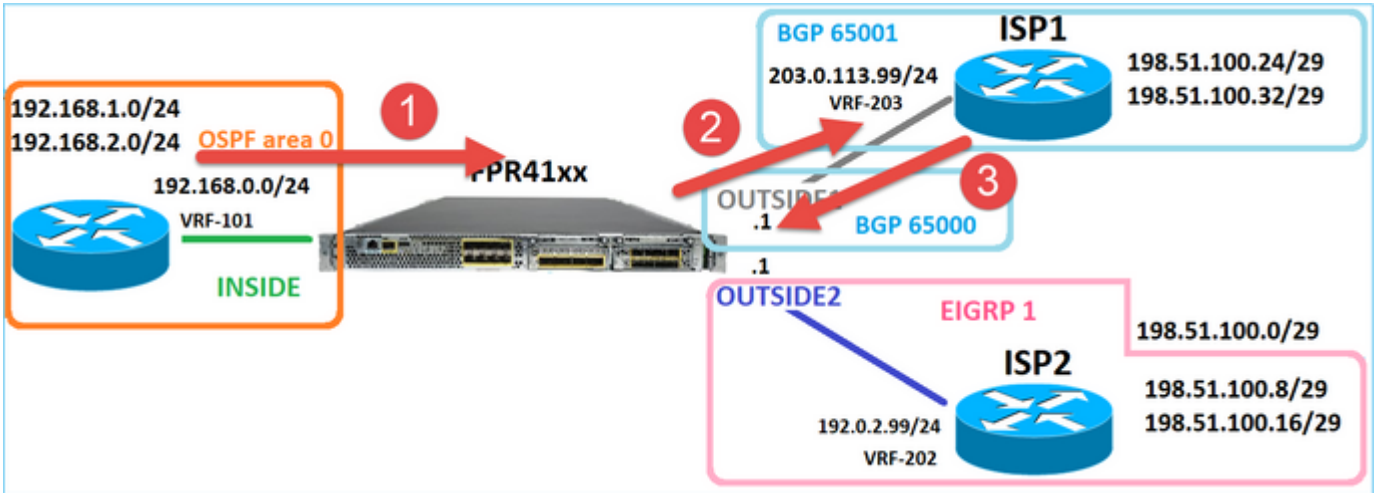 BGP 65001
ISP1
203.0.113.99/24
VRF-203
198.51.100.24/29
198.51.100.32/29
192.168.1.0/24
192.168.2.0/24
OSPF area 0
1
2
3
192.168.0.0/24
VRF-101
INSIDE
FPR41xx
OUTSIDE1
.1
BGP 65000
.1
OUTSIDE2
EIGRP 1
198.51.100.0/29
ISP2
198.51.100.8/29
198.51.100.16/29
192.0.2.99/24
VRF-202